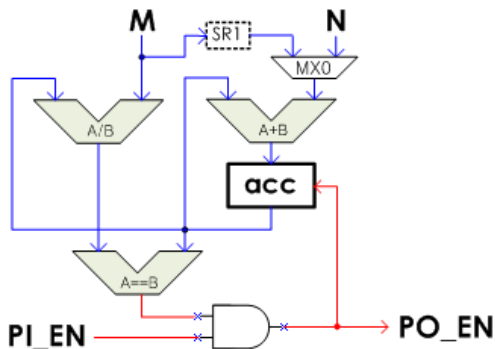 M
N
SR1
MX0
A/B
A+B
acc
A==B
PI_EN
PO_EN